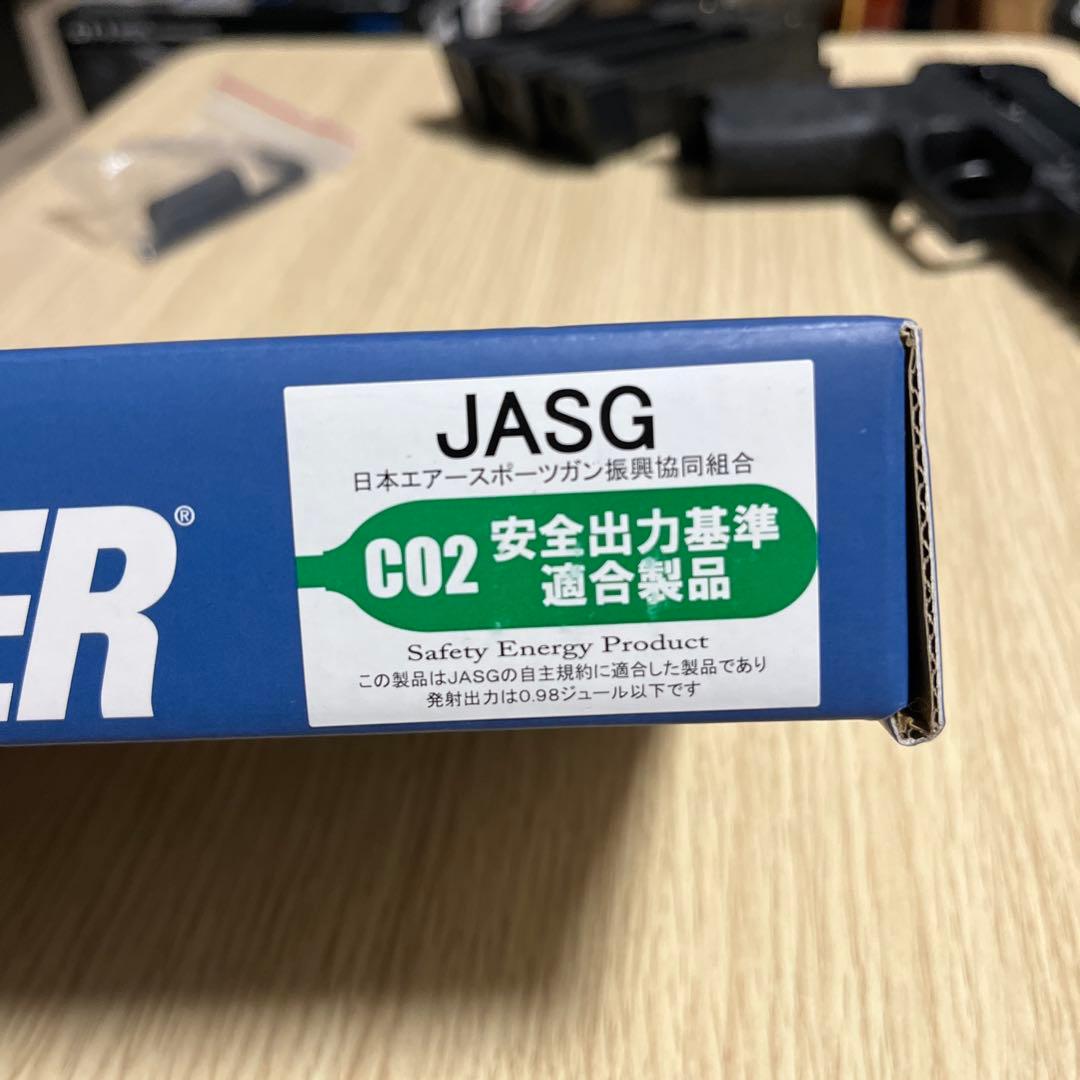 JASG
日本エアースポーツガン振興協同組合
CO2 安全出力基準
適合製品
Safety Energy Product
この製品はJASGの自主規約に適合した製品であり
発射出力は0.98ジュール以下です
ER®